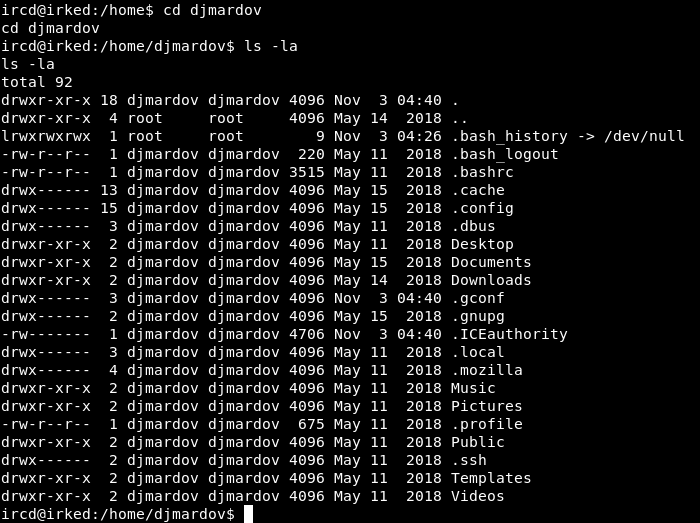 ircd@irked:/home$ cd djmardov
cd djmardov
ircd@irked:/home/djmardov$ ls -la
ls -la
total 92
drwxr-xr-x 18 djmardov djmardov 4096 Nov  3 04:40 .
drwxr-xr-x  4 root     root     4096 May 14  2018 ..
lrwxrwxrwx  1 root     root        9 Nov  3 04:26 .bash_history -> /dev/null
-rw-r--r--  1 djmardov djmardov  220 May 11  2018 .bash_logout
-rw-r--r--  1 djmardov djmardov 3515 May 11  2018 .bashrc
drwx------ 13 djmardov djmardov 4096 May 15  2018 .cache
drwx------ 15 djmardov djmardov 4096 May 15  2018 .config
drwx------  3 djmardov djmardov 4096 May 11  2018 .dbus
drwxr-xr-x  2 djmardov djmardov 4096 May 11  2018 Desktop
drwxr-xr-x  2 djmardov djmardov 4096 May 15  2018 Documents
drwxr-xr-x  2 djmardov djmardov 4096 May 14  2018 Downloads
drwx------  3 djmardov djmardov 4096 Nov  3 04:40 .gconf
drwx------  2 djmardov djmardov 4096 May 15  2018 .gnupg
-rw-------  1 djmardov djmardov 4706 Nov  3 04:40 .ICEauthority
drwx------  3 djmardov djmardov 4096 May 11  2018 .local
drwx------  4 djmardov djmardov 4096 May 11  2018 .mozilla
drwxr-xr-x  2 djmardov djmardov 4096 May 11  2018 Music
drwxr-xr-x  2 djmardov djmardov 4096 May 11  2018 Pictures
-rw-r--r--  1 djmardov djmardov  675 May 11  2018 .profile
drwxr-xr-x  2 djmardov djmardov 4096 May 11  2018 Public
drwx------  2 djmardov djmardov 4096 May 11  2018 .ssh
drwxr-xr-x  2 djmardov djmardov 4096 May 11  2018 Templates
drwxr-xr-x  2 djmardov djmardov 4096 May 11  2018 Videos
ircd@irked:/home/djmardov$